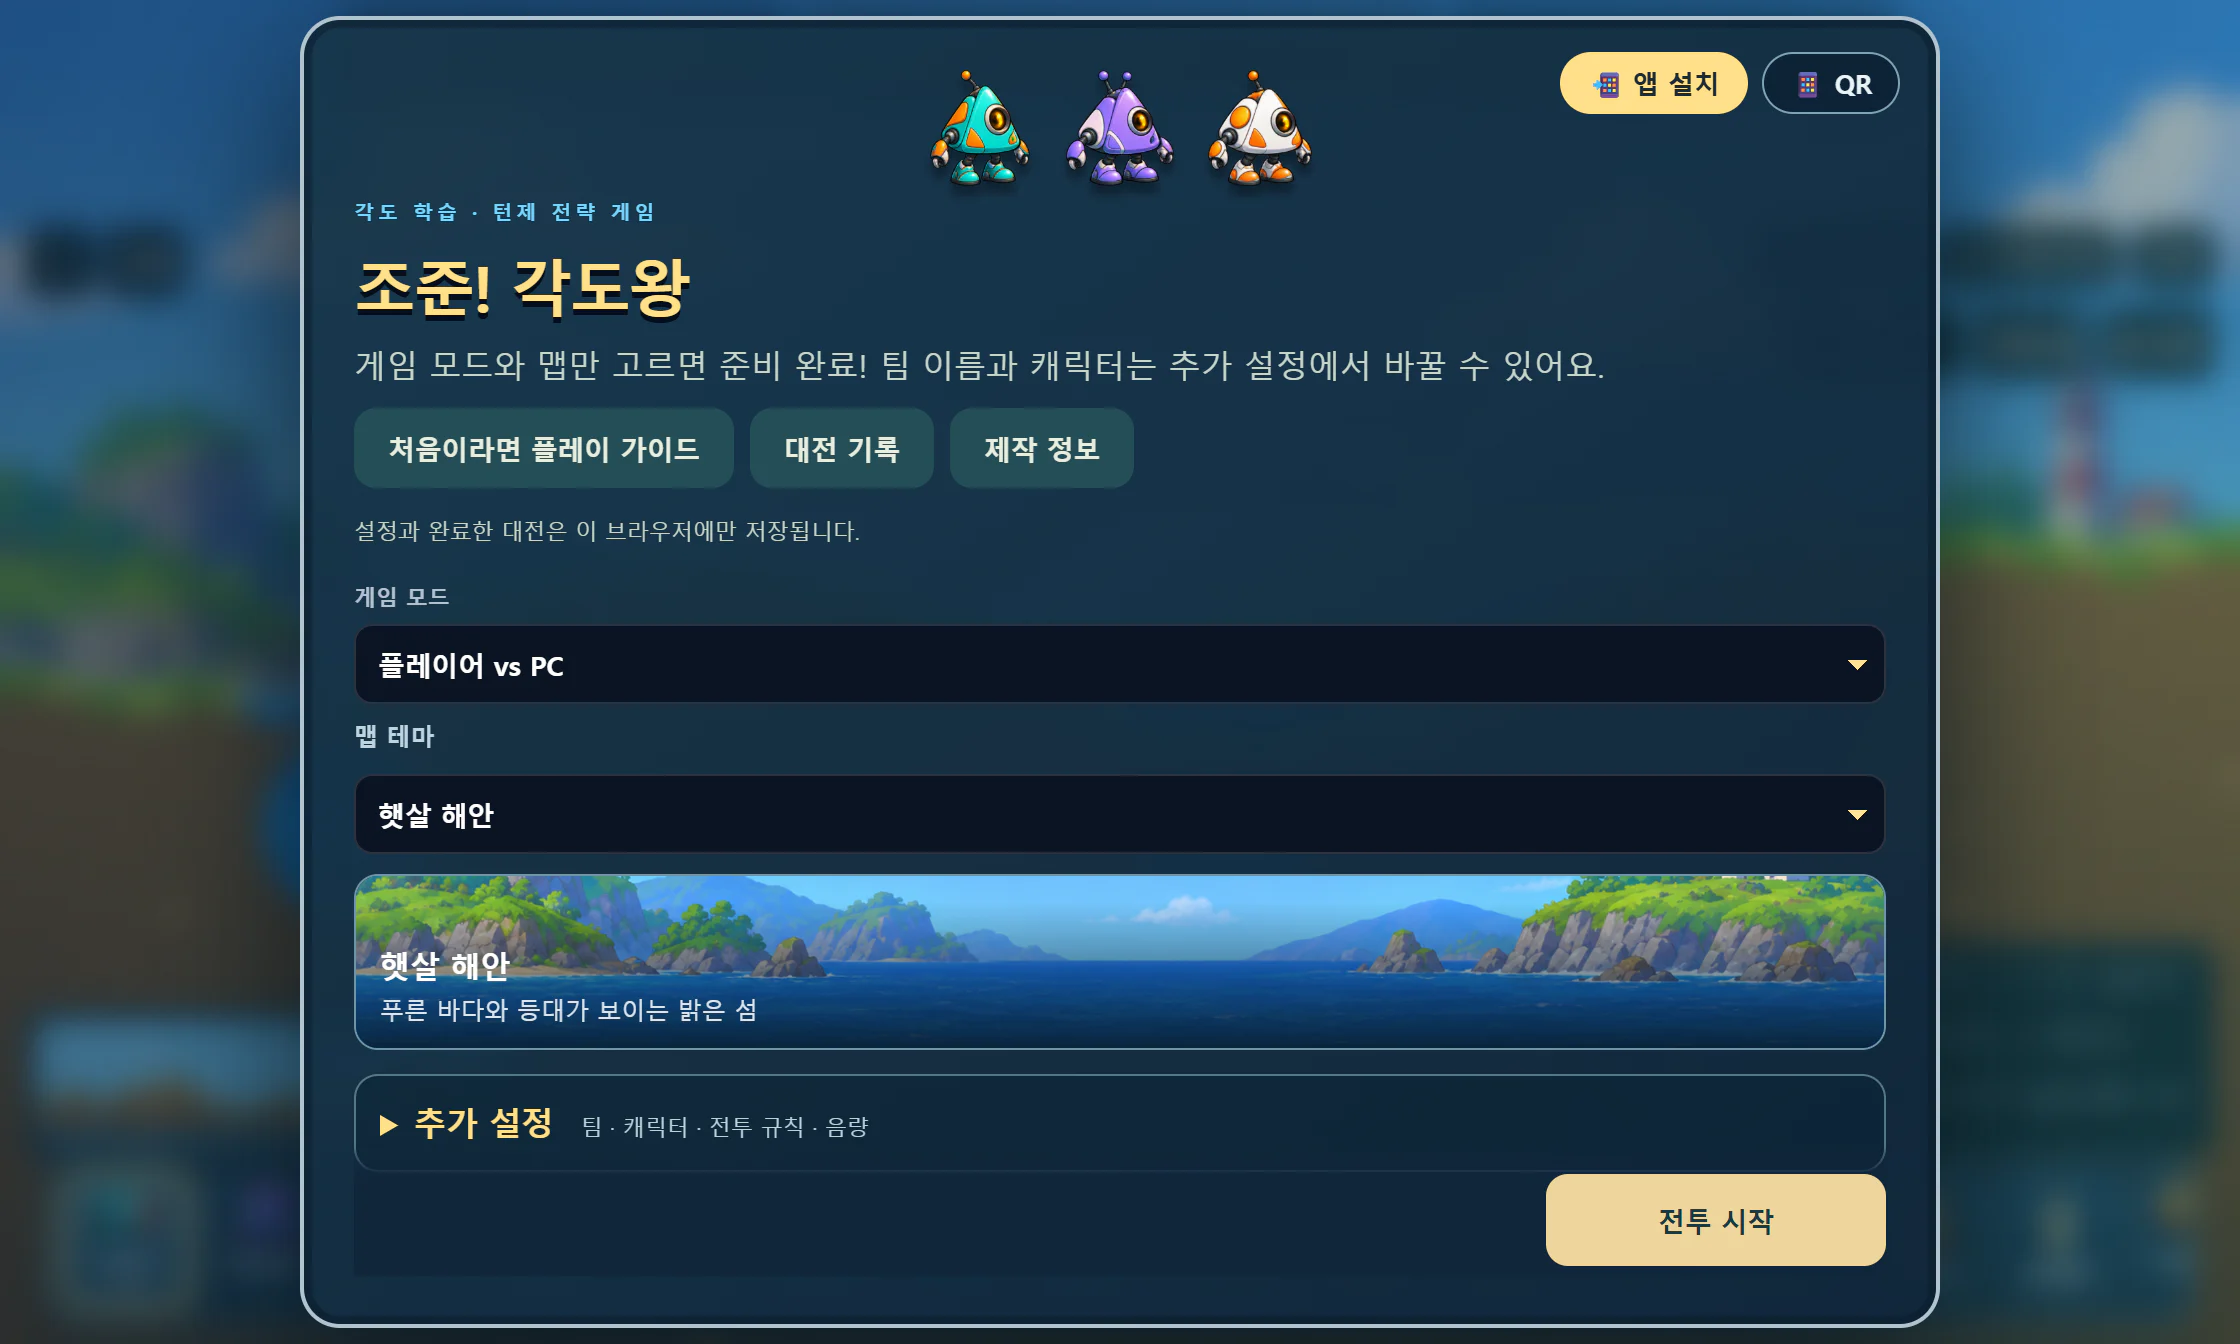 앱 설치
QR
각도 학습 · 턴제 전략 게임
조준! 각도왕
게임 모드와 맵만 고르면 준비 완료! 팀 이름과 캐릭터는 추가 설정에서 바꿀 수 있어요.
처음이라면 플레이 가이드
대전 기록
제작 정보
설정과 완료한 대전은 이 브라우저에만 저장됩니다.
게임 모드
플레이어 vs PC
맵 테마
햇살 해안
햇살 해안
푸른 바다와 등대가 보이는 밝은 섬
추가 설정 팀 · 캐릭터 · 전투 규칙 · 음량
전투 시작